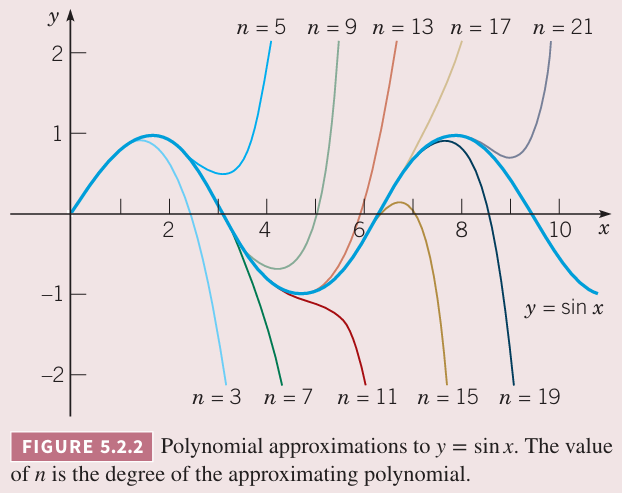 y
n = 5 n = 9 n = 13 n = 17 n = 21
2
1
2 4 6 8 10 x
−1
y = sin x
−2
n = 3 n = 7 n = 11 n = 15 n = 19
FIGURE 5.2.2 Polynomial approximations to y = sin x. The value
of n is the degree of the approximating polynomial.